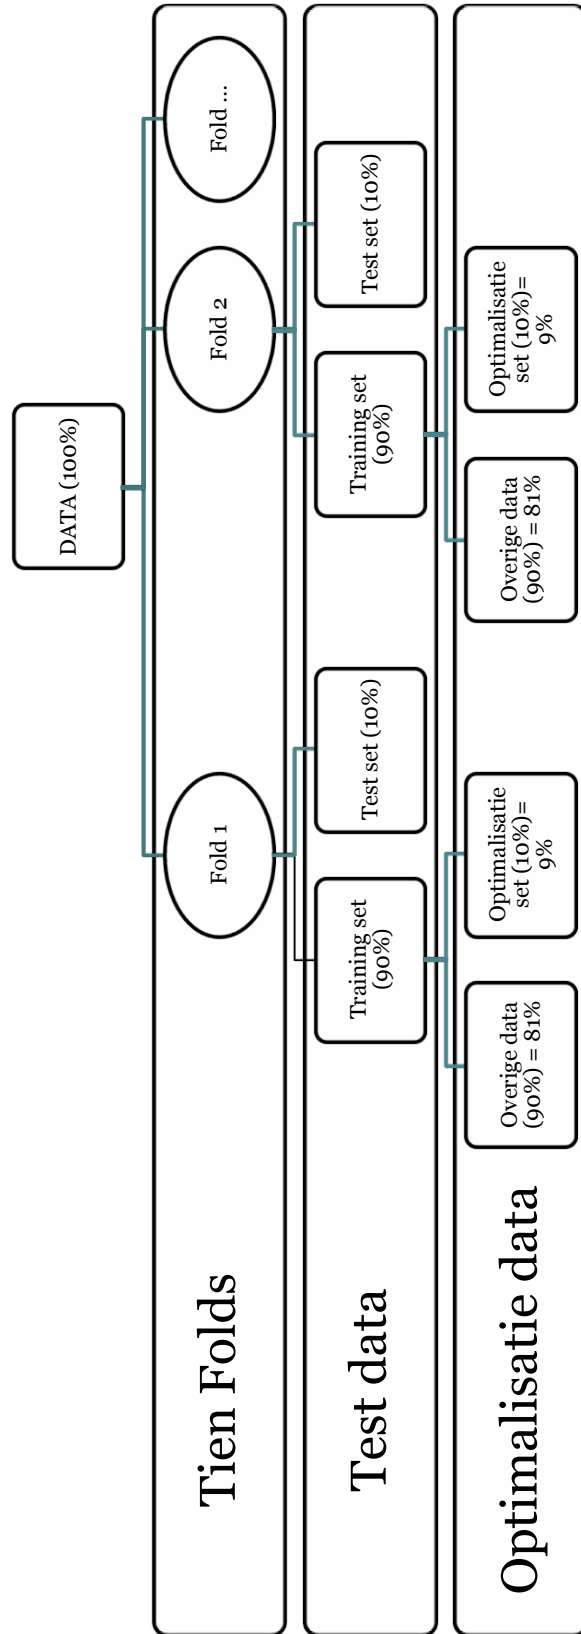 DATA (100%)
Tien Folds
Fold 1
Fold 2
Fold ...
Test data
Training set
(90%)
Test set (10%)
Training set
(90%)
Test set (10%)
Optimalisatie data
Overige data
(90%) = 81%
Optimalisatie
set (10%)=
9%
Overige data
(90%) = 81%
Optimalisatie
set (10%)=
9%